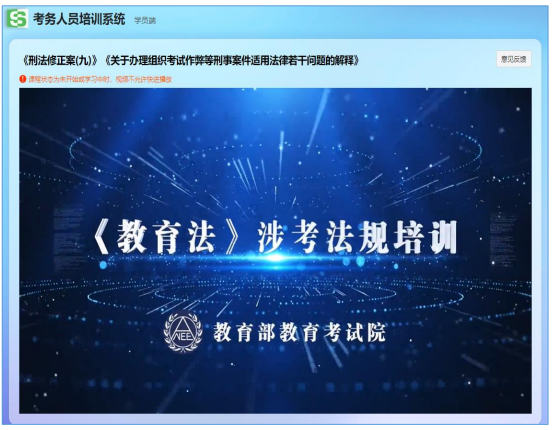 考务人员培训系统 学员端
《刑法修正案(九)》《关于办理组织考试作弊等刑事案件适用法律若干问题的解释》
意见反馈
课程状态为未开始或学习中时，视频不允许快进播放
《教育法》涉考法规培训
NEEA
教育部教育考试院